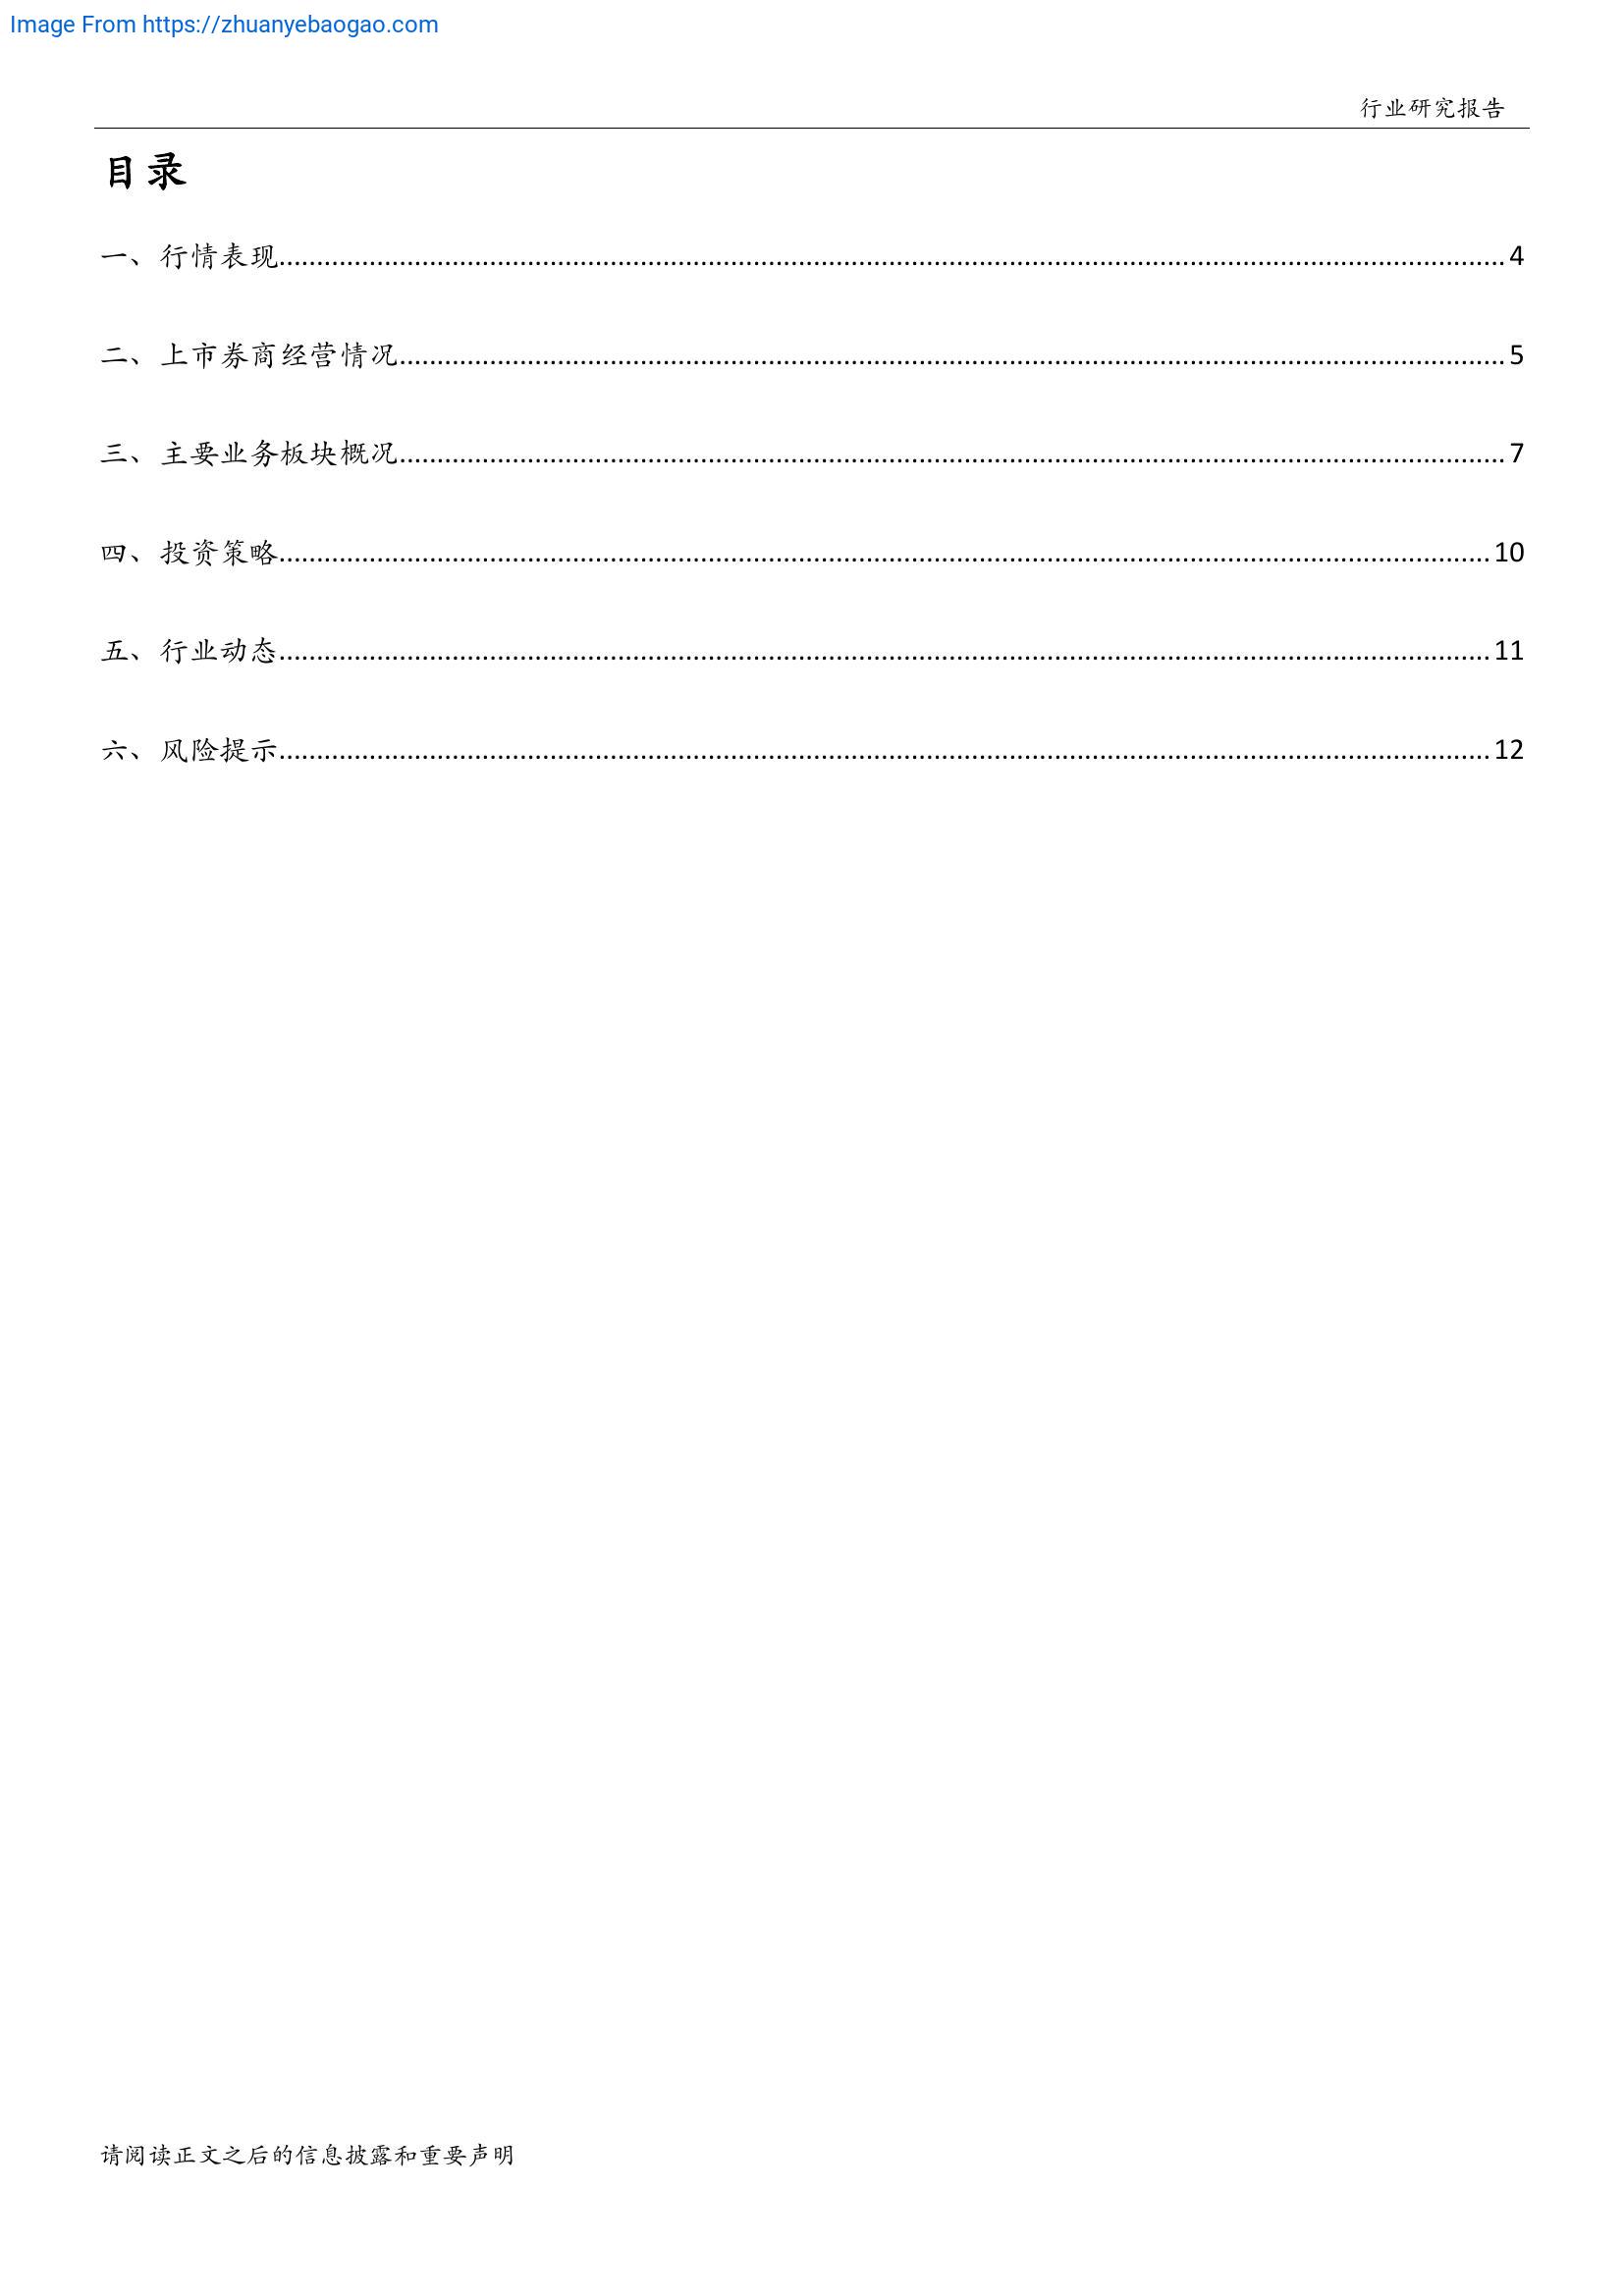 Image From https://zhuanyebaogao.com
行业研究报告
目录
一、行情表现........................................4
二、上市券商经营情况........................................5
三、主要业务板块概况........................................7
四、投资策略........................................10
五、行业动态........................................11
六、风险提示........................................12
请阅读正文之后的信息披露和重要声明